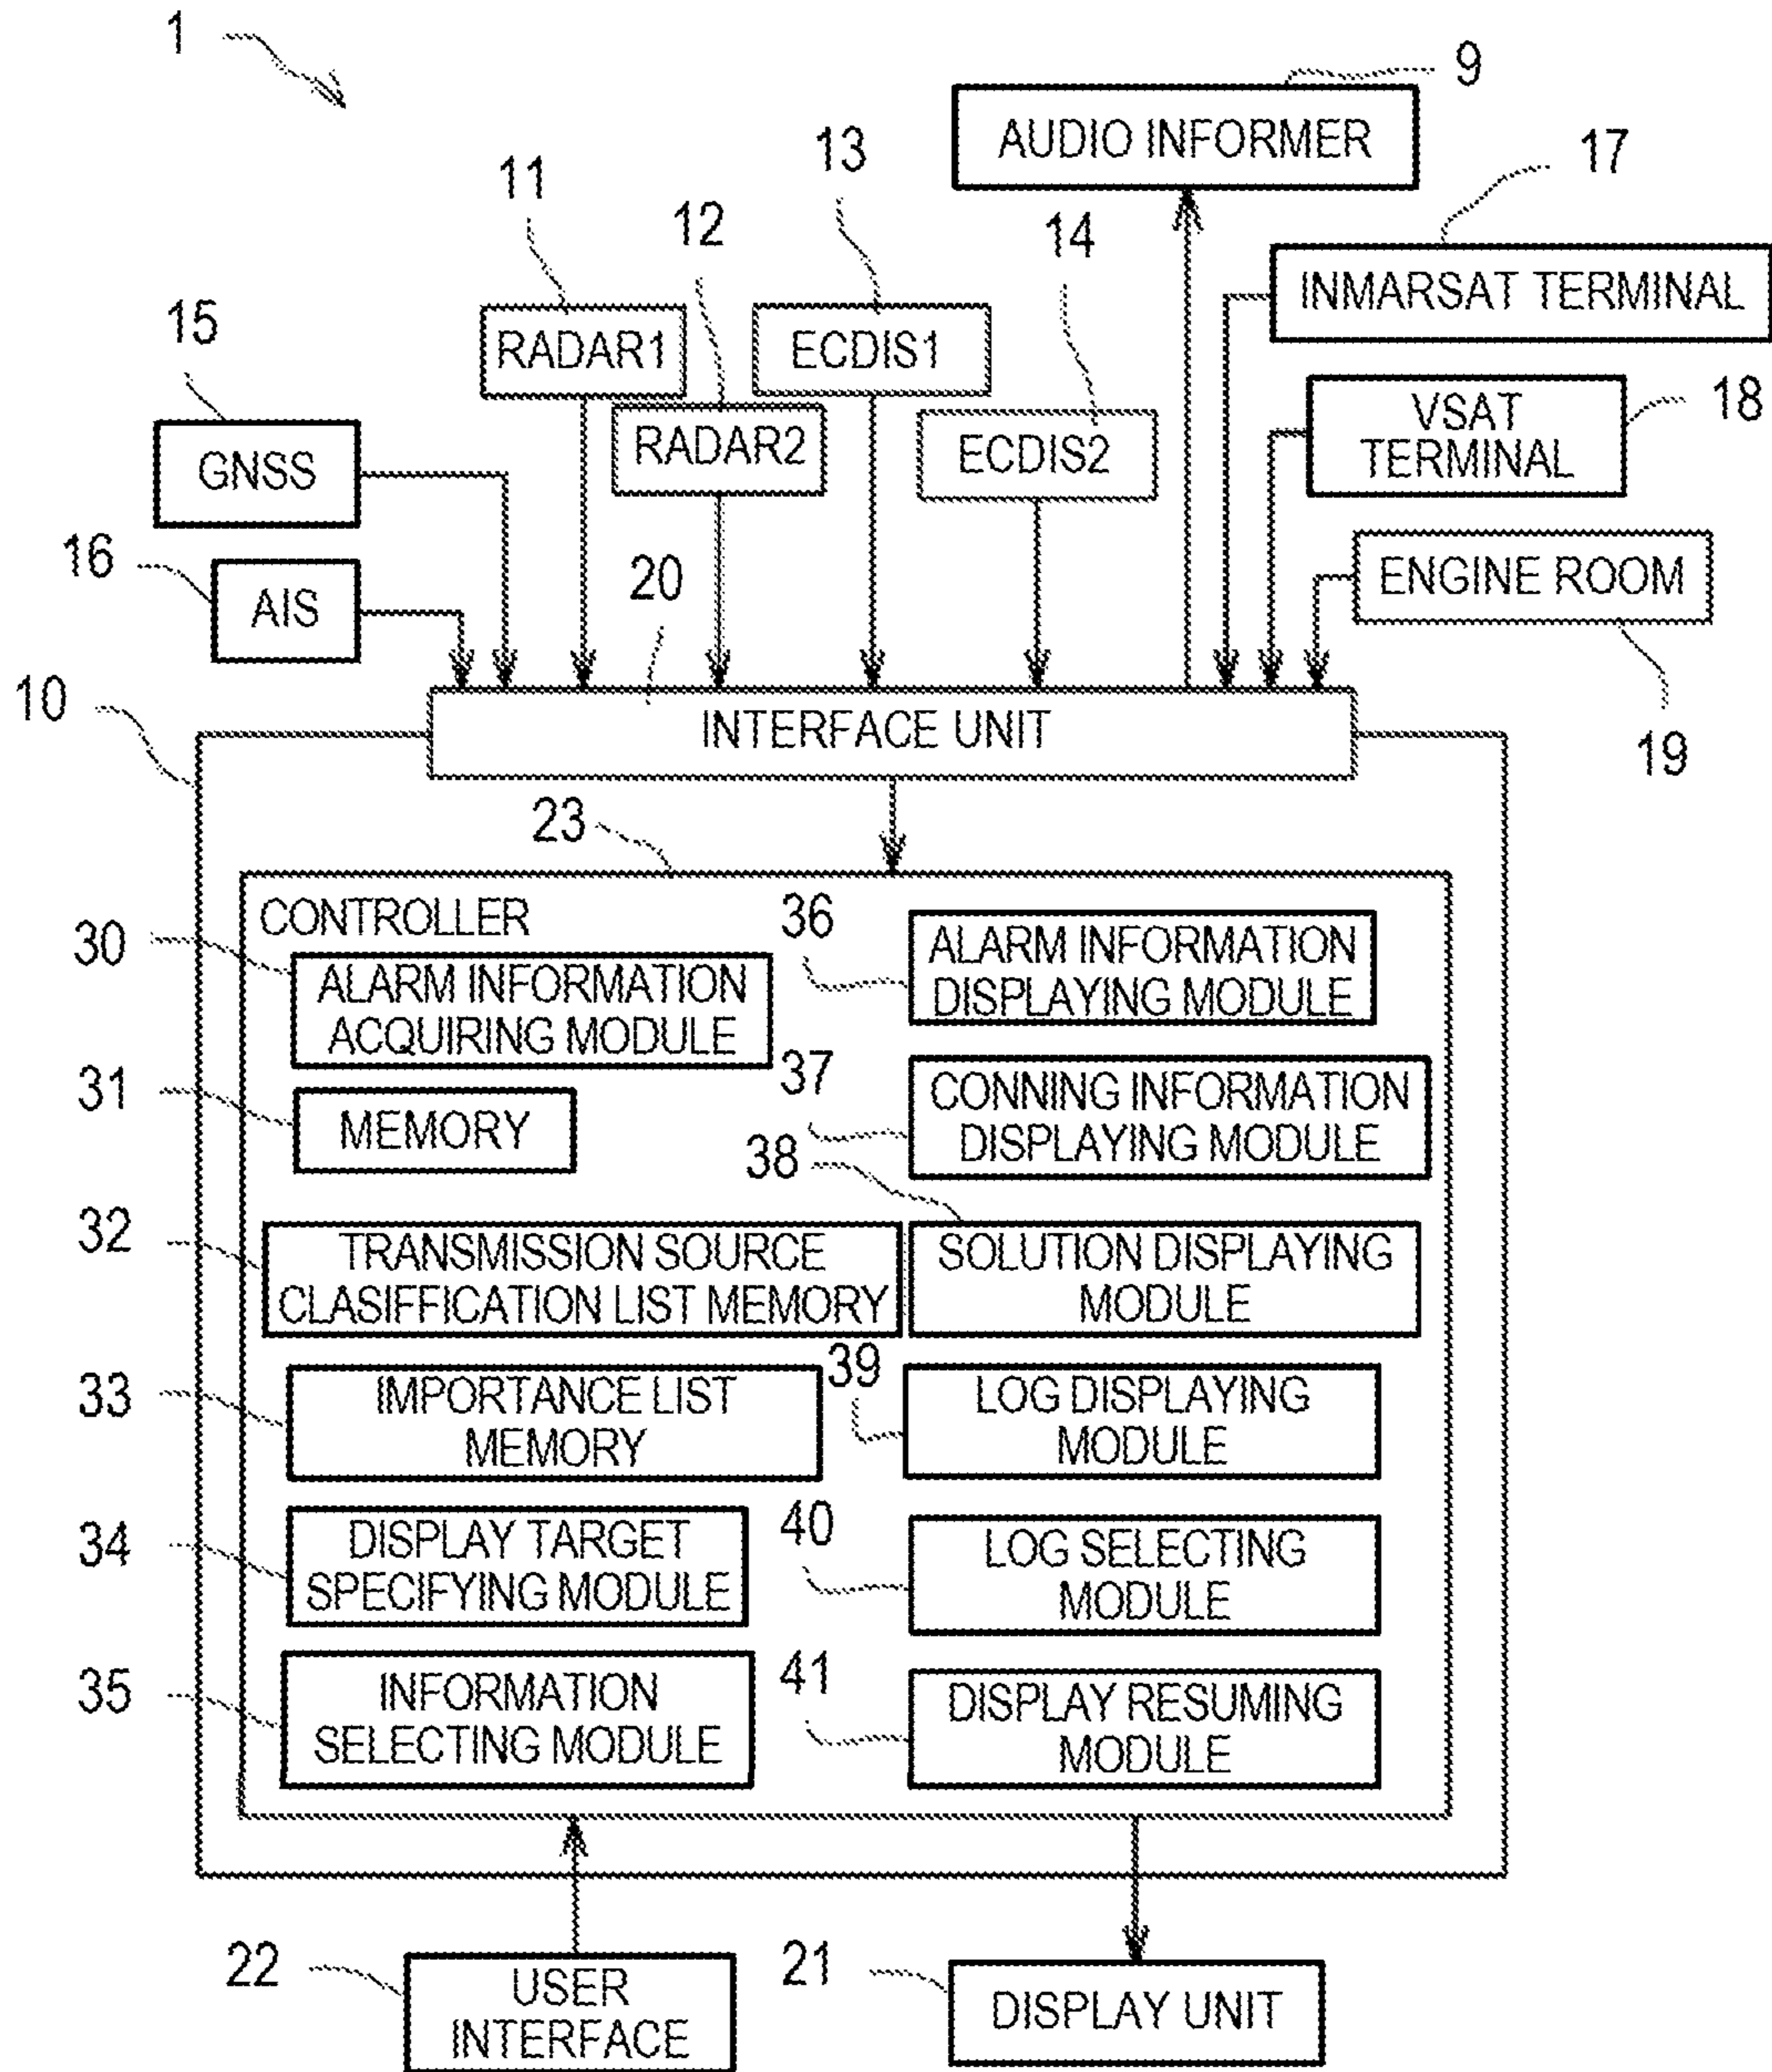 1
9
AUDIO INFORMER
13
17
11
12
14
INMARSAT TERMINAL
15
RADAR1
ECDIS1
VSAT
TERMINAL
18
GNSS
RADAR2
ECDIS2
16
AIS
20
ENGINE ROOM
10
INTERFACE UNIT
19
23
CONTROLLER
30
ALARM INFORMATION
ACQUIRING MODULE
36
ALARM INFORMATION
DISPLAYING MODULE
31
MEMORY
37
CONNING INFORMATION
DISPLAYING MODULE
38
32
TRANSMISSION SOURCE
CLASIFFICATION LIST MEMORY
SOLUTION DISPLAYING
MODULE
33
IMPORTANCE LIST
MEMORY
39
LOG DISPLAYING
MODULE
34
DISPLAY TARGET
SPECIFYING MODULE
40
LOG SELECTING
MODULE
35
INFORMATION
SELECTING MODULE
41
DISPLAY RESUMING
MODULE
22
USER
INTERFACE
21
DISPLAY UNIT